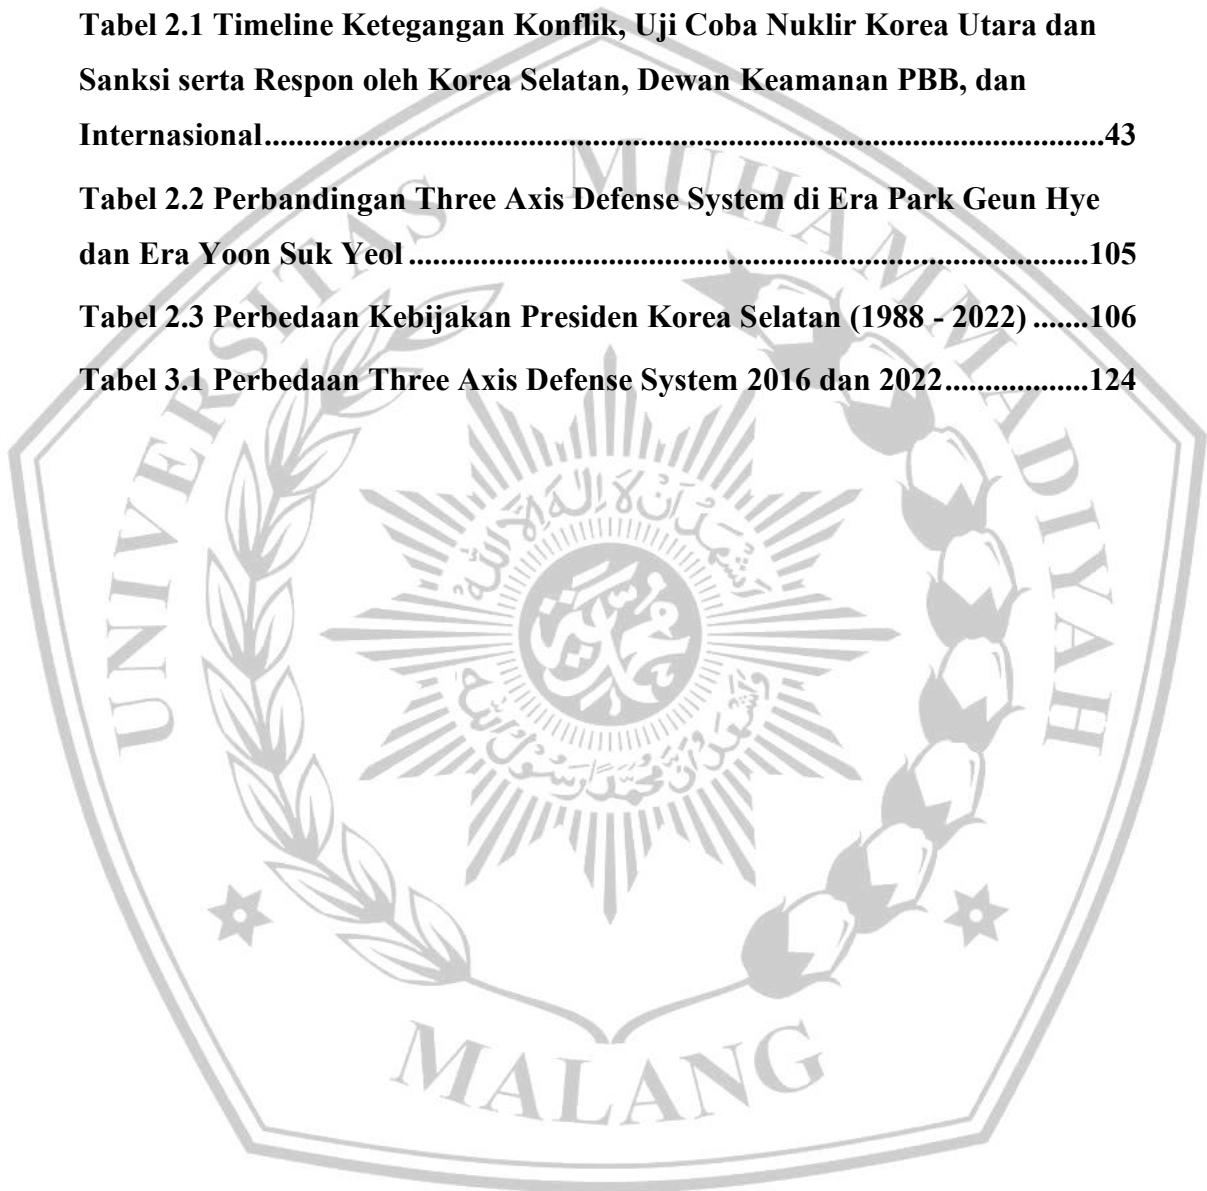 Tabel 2.1 Timeline Ketegangan Konflik, Uji Coba Nuklir Korea Utara dan
Sanksi serta Respon oleh Korea Selatan, Dewan Keamanan PBB, dan
Internasional..........................................................................................................43
Tabel 2.2 Perbandingan Three Axis Defense System di Era Park Geun Hye
dan Era Yoon Suk Yeol.....................................................................................105
Tabel 2.3 Perbedaan Kebijakan Presiden Korea Selatan (1988 - 2022).......106
Tabel 3.1 Perbedaan Three Axis Defense System 2016 dan 2022..................124
UNIVERSITAS MUHAMMADIYAH
MALANG